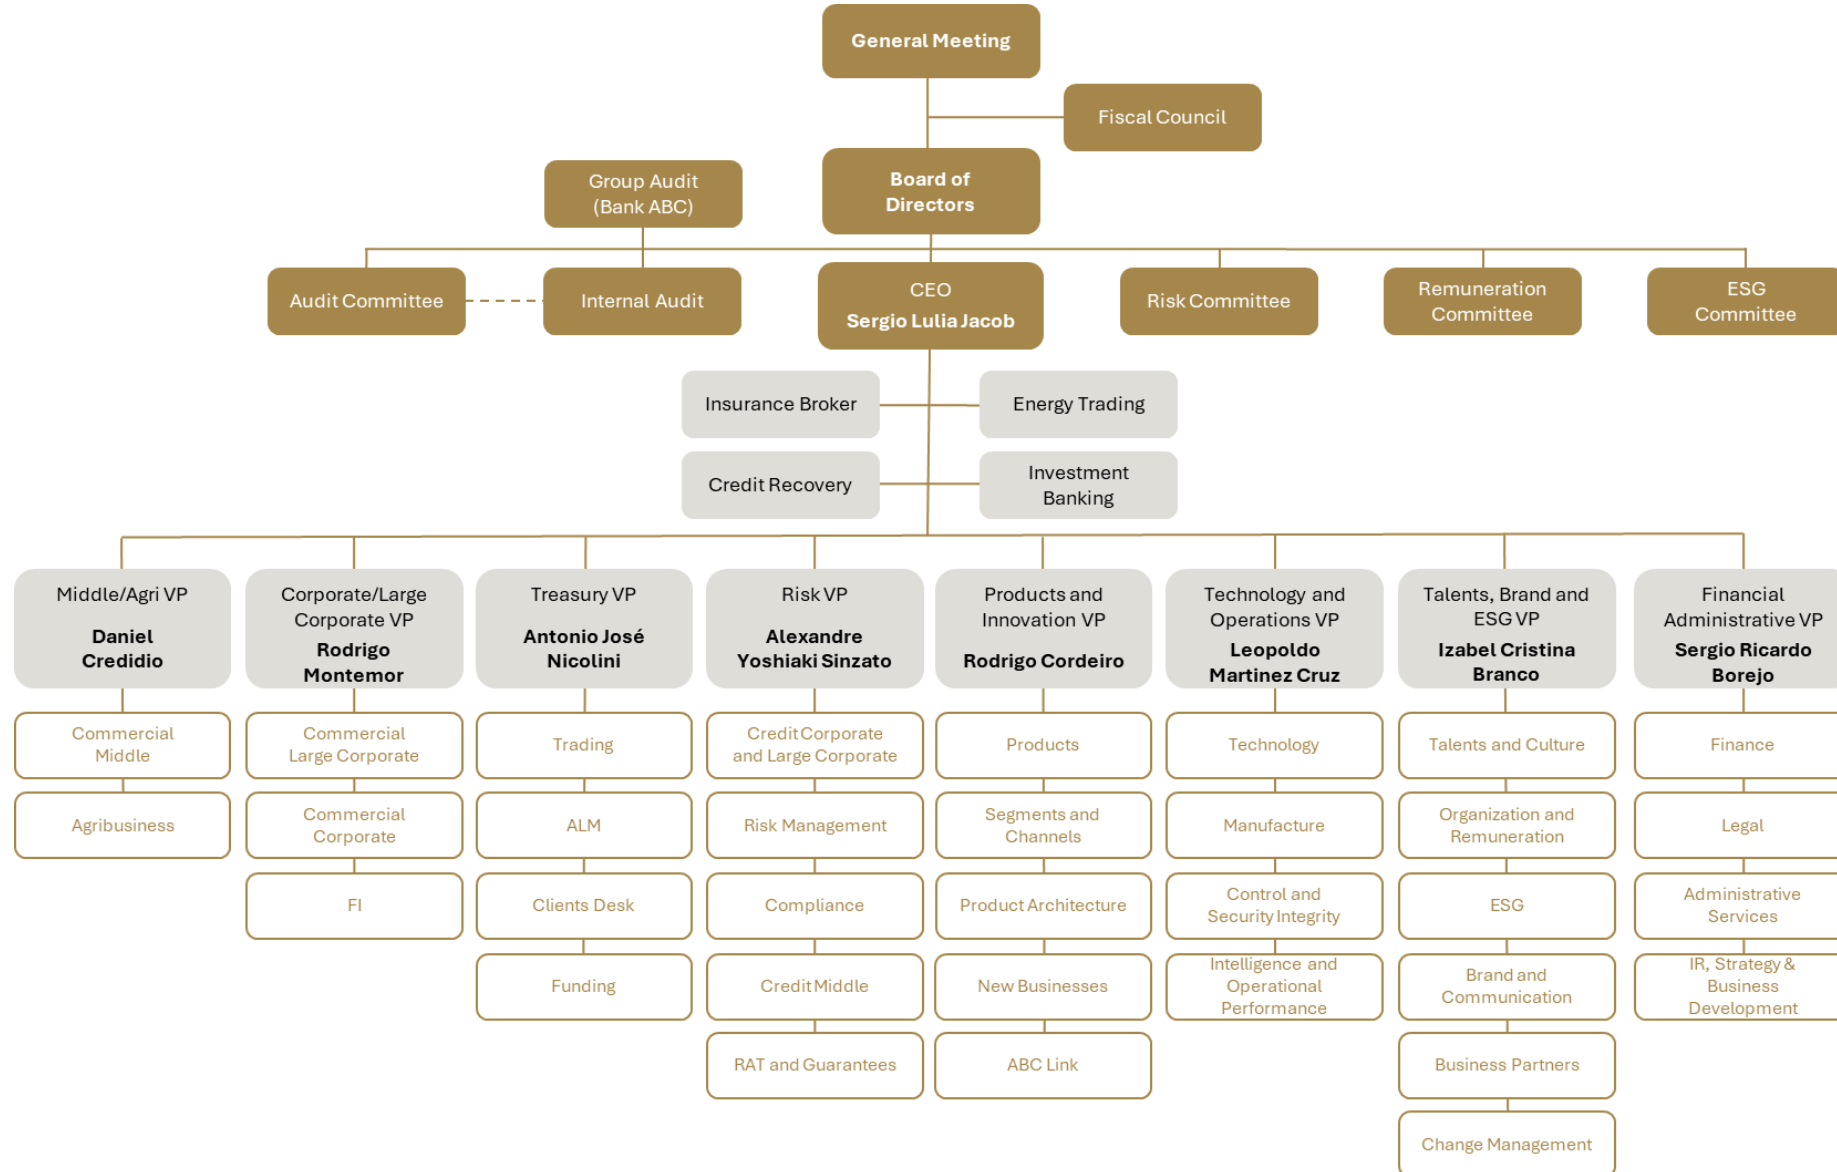 General Meeting
Fiscal Council
Group Audit
(Bank ABC)
Board of
Directors
Audit Committee
Internal Audit
CEO
Sergio Lulia Jacob
Risk Committee
Remuneration
Committee
ESG
Committee
Insurance Broker
Energy Trading
Credit Recovery
Investment
Banking
Middle/Agri VP
Daniel
Credidio
Corporate/Large
Corporate VP
Rodrigo
Montemor
Treasury VP
Antonio José
Nicolini
Risk VP
Alexandre
Yoshiaki Sinzato
Products and
Innovation VP
Rodrigo Cordeiro
Technology and
Operations VP
Leopoldo
Martinez Cruz
Talents, Brand and
ESG VP
Izabel Cristina
Branco
Financial
Administrative VP
Sergio Ricardo
Borejo
Commercial
Middle
Agribusiness
Commercial
Large Corporate
Commercial
Corporate
FI
Trading
ALM
Clients Desk
Funding
Credit Corporate
and Large Corporate
Risk Management
Compliance
Credit Middle
RAT and Guarantees
Products
Segments and
Channels
Product Architecture
New Businesses
ABC Link
Technology
Manufacture
Control and
Security Integrity
Intelligence and
Operational
Performance
Talents and Culture
Organization and
Remuneration
ESG
Brand and
Communication
Business Partners
Change Management
Finance
Legal
Administrative
Services
IR, Strategy &
Business
Development